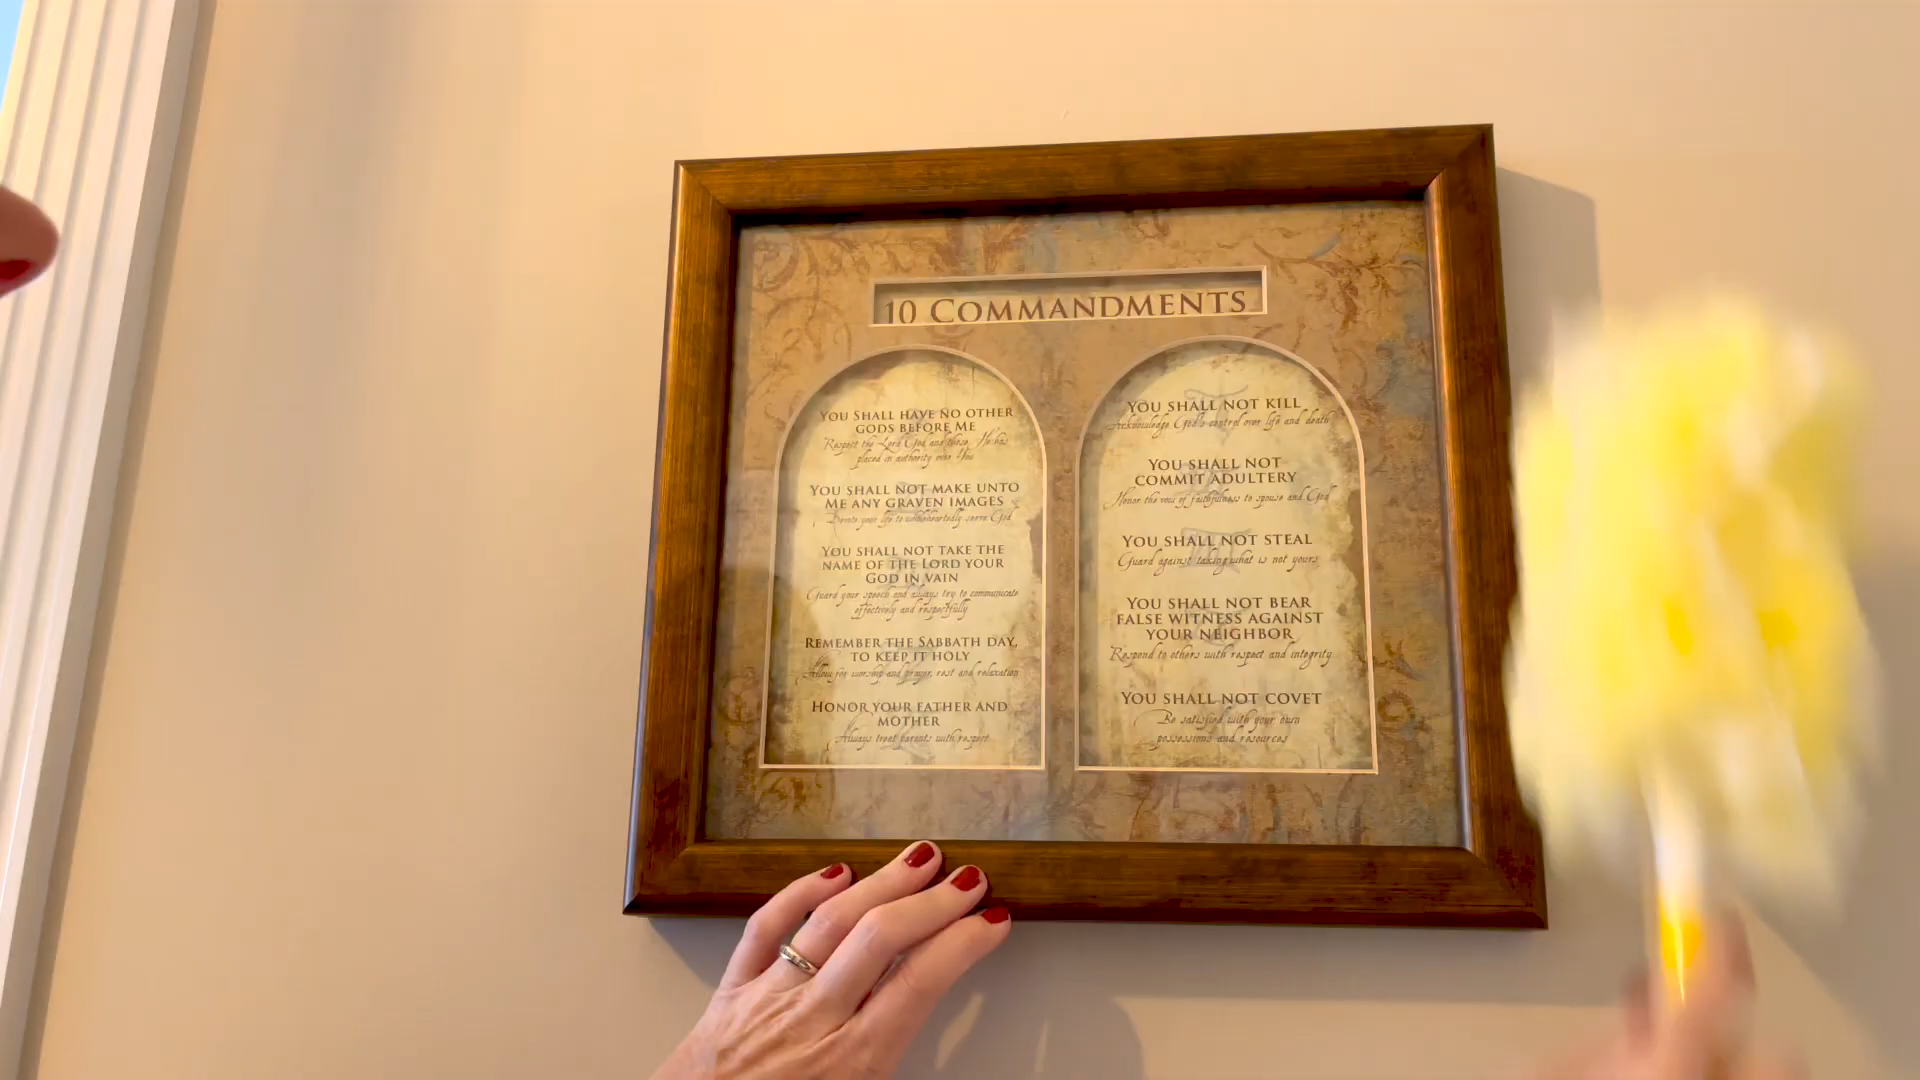 10 COMMANDMENTS
YOU SHALL HAVE NO OTHER
GODS BEFORE ME
Respect the Lord God and those He has
placed in authority over You
YOU SHALL NOT MAKE UNTO
ME ANY GRAVEN IMAGES
Devote your life to wholeheartedly serve God
YOU SHALL NOT TAKE THE
NAME OF THE LORD YOUR
GOD IN VAIN
Guard your speech and always try to communicate
effectively and respectfully
REMEMBER THE SABBATH DAY,
TO KEEP IT HOLY
Allow for worship and prayer, rest and relaxation
HONOR YOUR FATHER AND
MOTHER
Always treat parents with respect
YOU SHALL NOT KILL
Acknowledge God's control over life and death
YOU SHALL NOT
COMMIT ADULTERY
Honor the vow of faithfulness to spouse and God
YOU SHALL NOT STEAL
Guard against taking what is not yours
YOU SHALL NOT BEAR
FALSE WITNESS AGAINST
YOUR NEIGHBOR
Respond to others with respect and integrity
YOU SHALL NOT COVET
Be satisfied with your own
possessions and resources